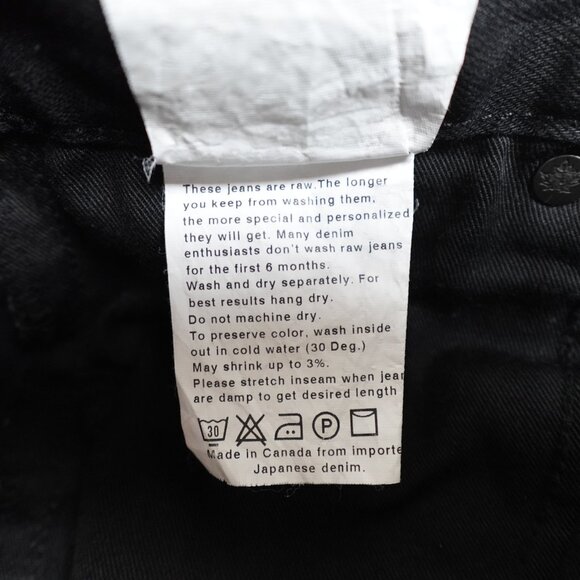 These jeans are raw.The longer
you keep from washing them,
the more special and personalized
they will get. Many denim
enthusiasts don't wash raw jeans
for the first 6 months.
Wash and dry separately. For
best results hang dry.
Do not machine dry.
To preserve color, wash inside
out in cold water (30 Deg.)
May shrink up to 3%.
Please stretch inseam when jean
are damp to get desired length
30 P
Made in Canada from importe
Japanese denim.